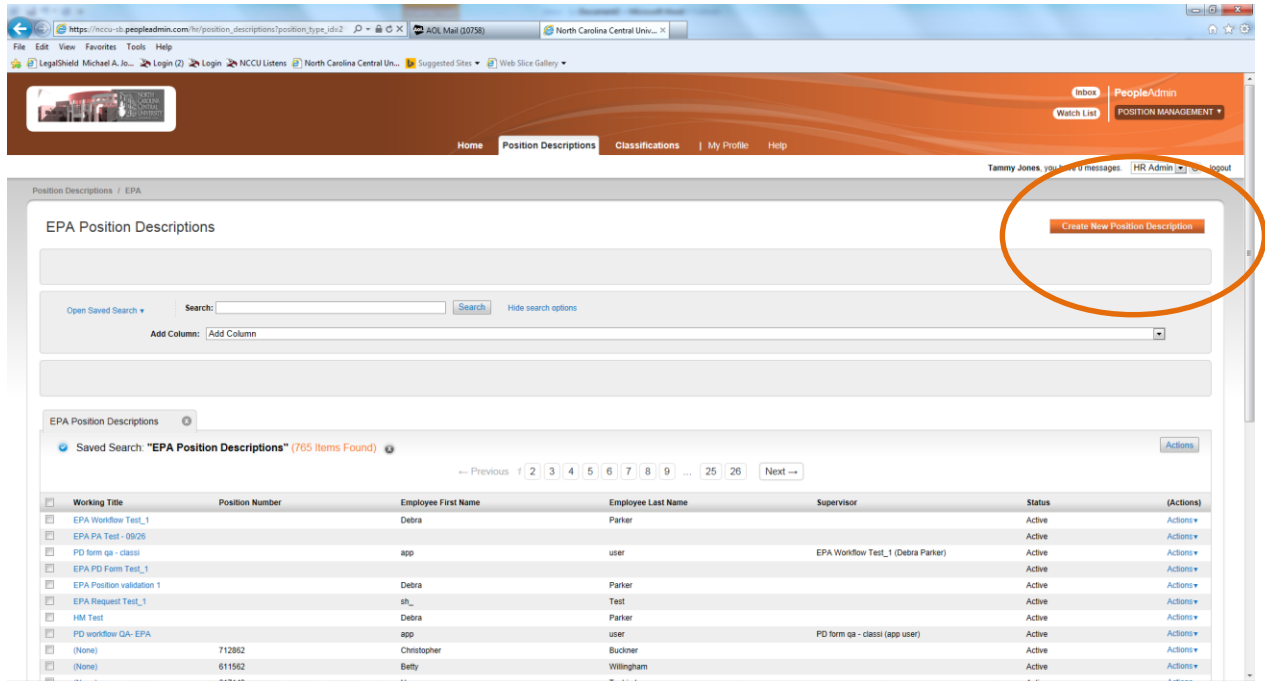 https://nccu-sb.peopleadmin.com/hr/position_descriptions?position_type_id=2
AOL Mail (10758)
North Carolina Central Univ...
File Edit View Favorites Tools Help
LegalShield Michael A. Jo... Login (2) Login NCCU Listens North Carolina Central Un... Suggested Sites Web Slice Gallery
NORTH
CAROLINA
CENTRAL
UNIVERSITY
Inbox PeopleAdmin
Watch List POSITION MANAGEMENT
Home Position Descriptions Classifications | My Profile Help
Tammy Jones, you have 0 messages. HR Admin logout
Position Descriptions / EPA
EPA Position Descriptions
Create New Position Description
Open Saved Search Search: Search Hide search options
Add Column: Add Column
EPA Position Descriptions
Saved Search: "EPA Position Descriptions" (765 Items Found) Actions
← Previous 1 2 3 4 5 6 7 8 9 ... 25 26 Next →
Working Title Position Number Employee First Name Employee Last Name Supervisor Status (Actions)
EPA Workflow Test_1 Debra Parker Active Actions
EPA PA Test - 09/26 Active Actions
PD form qa - classi app user EPA Workflow Test_1 (Debra Parker) Active Actions
EPA PD Form Test_1 Active Actions
EPA Position validation 1 Debra Parker Active Actions
EPA Request Test_1 sh_ Test Active Actions
HM Test Debra Parker Active Actions
PD workflow QA- EPA app user PD form qa - classi (app user) Active Actions
(None) 712862 Christopher Buckner Active Actions
(None) 611562 Betty Willingham Active Actions